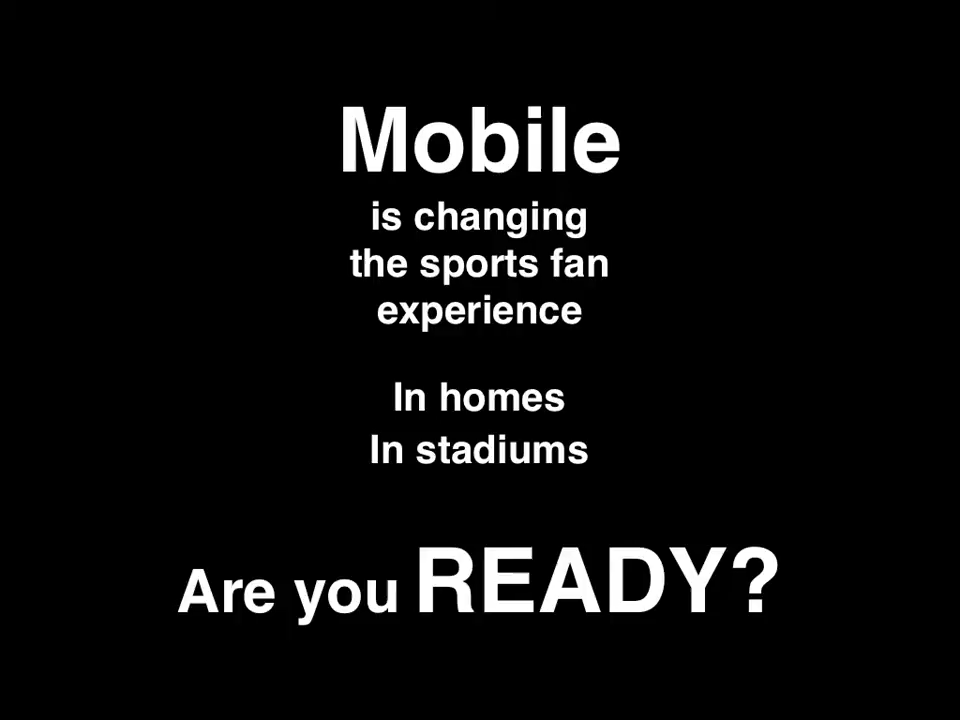 Mobile
is changing
the sports fan
experience
In homes
In stadiums
Are you READY?